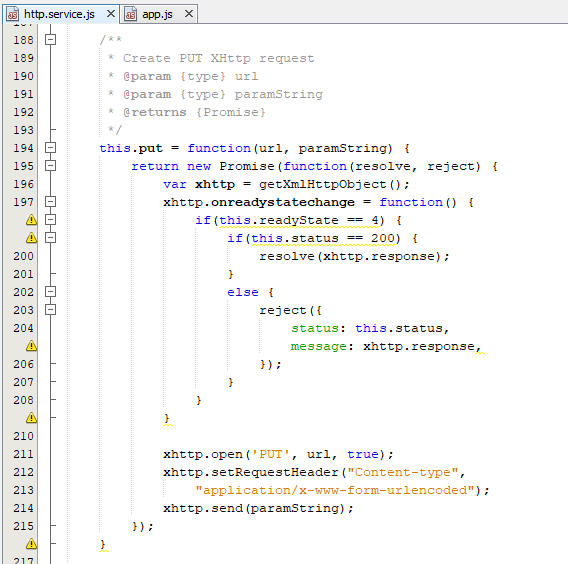 http.service.js app.js
188 /**
189 * Create PUT XHttp request
190 * @param {type} url
191 * @param {type} paramString
192 * @returns {Promise}
193 */
194 this.put = function(url, paramString) {
195 return new Promise(function(resolve, reject) {
196 var xhttp = getXmlHttpObject();
197 xhttp.onreadystatechange = function() {
if(this.readyState == 4) {
if(this.status == 200) {
200 resolve(xhttp.response);
201 }
202 else {
203 reject({
204 status: this.status,
message: xhttp.response,
206 });
207 }
208 }
}
210
211 xhttp.open('PUT', url, true);
212 xhttp.setRequestHeader("Content-type",
213 "application/x-www-form-urlencoded");
214 xhttp.send(paramString);
215 });
}
217